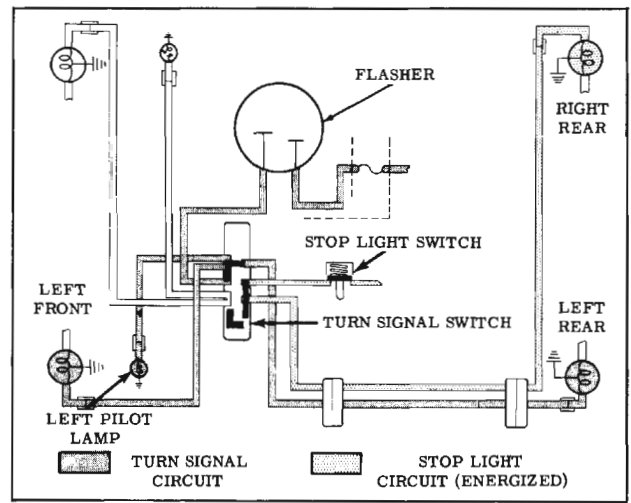 FLASHER
RIGHT
REAR
STOP LIGHT SWITCH
LEFT
FRONT
TURN SIGNAL SWITCH
LEFT
REAR
LEFT PILOT
LAMP
TURN SIGNAL
CIRCUIT
STOP LIGHT
CIRCUIT (ENERGIZED)